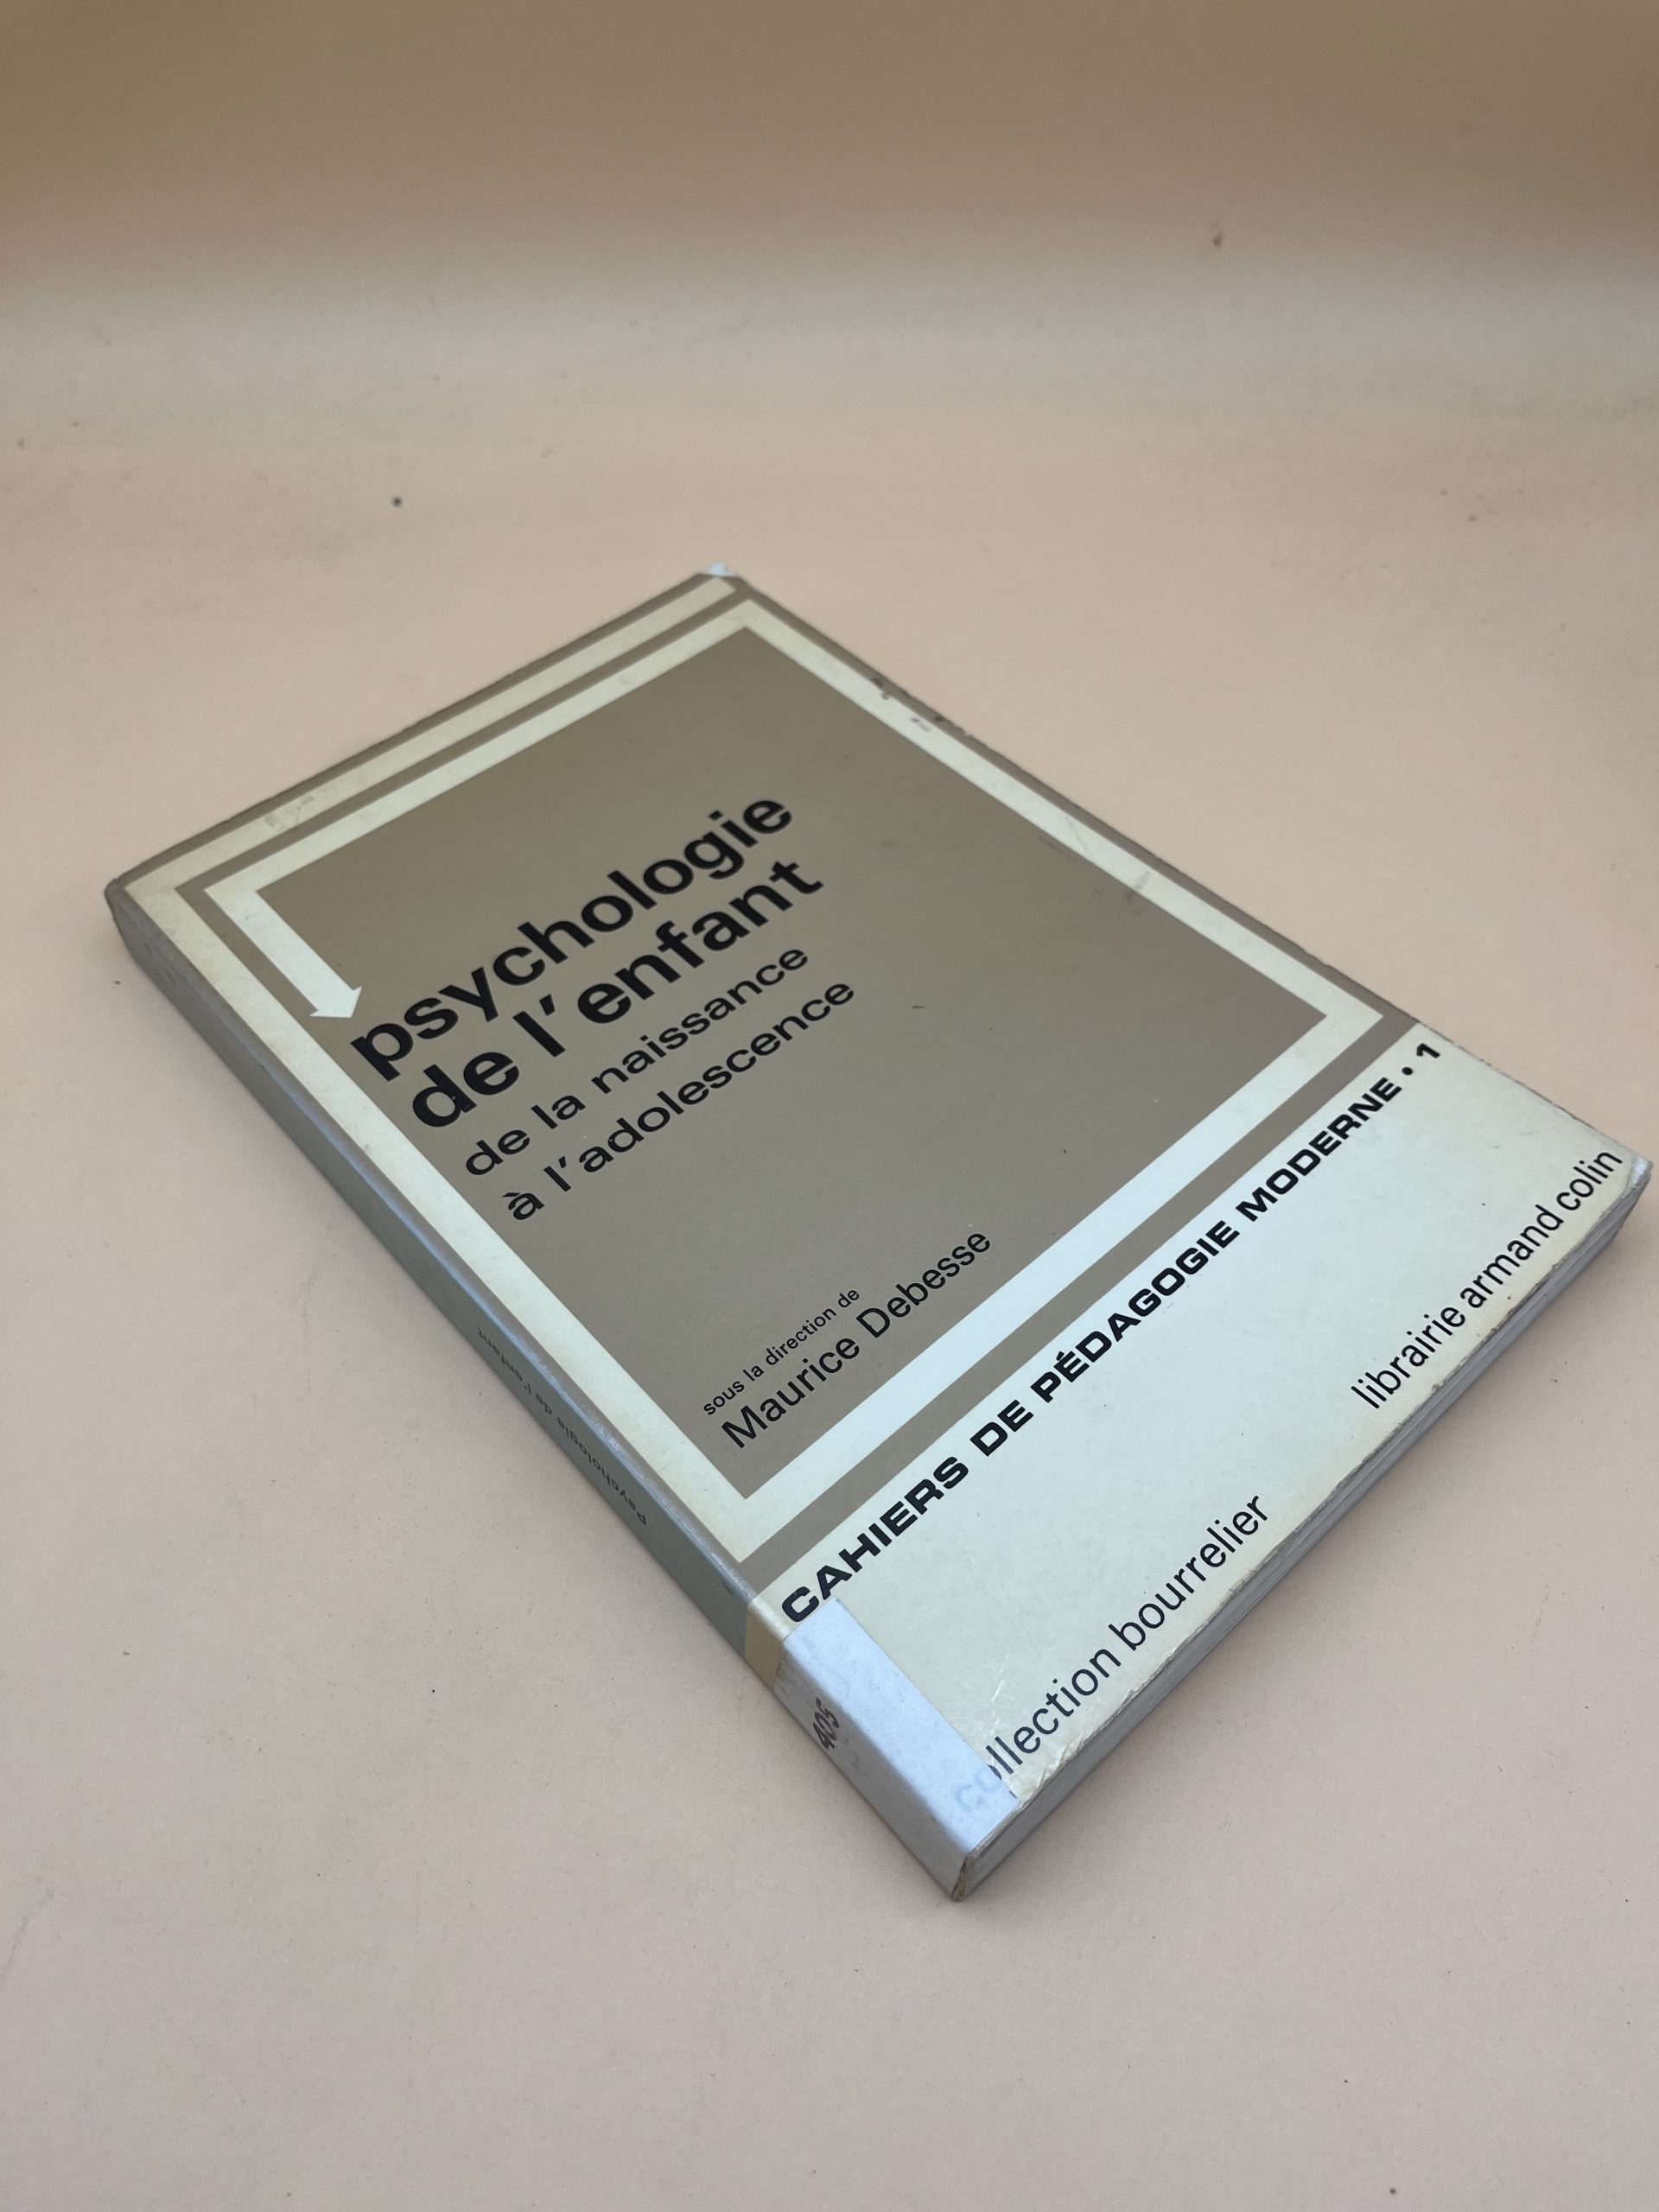 psychologie
de l'enfant
de la naissance
à l'adolescence
sous la direction de
Maurice Debesse
CAHIERS DE PÉDAGOGIE MODERNE • 1
collection bourrelier
librairie armand colin
Psychologie de l'enfant
405